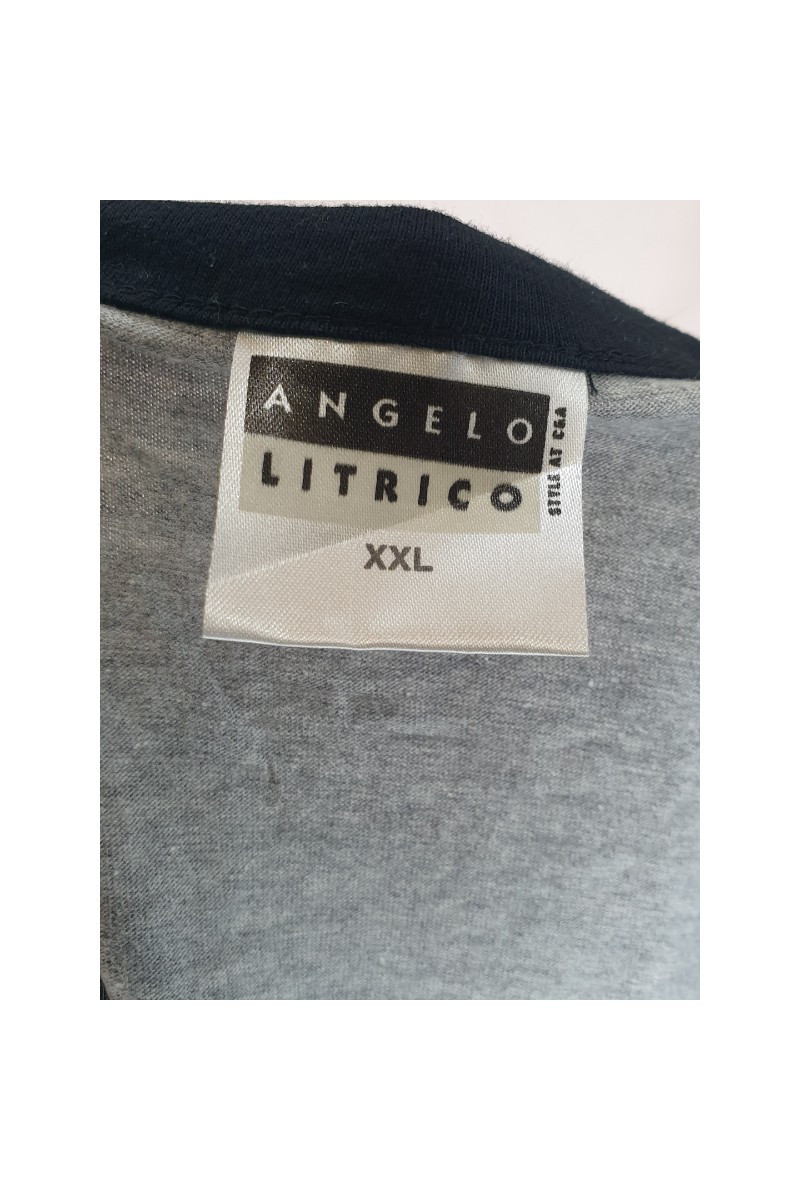 ANGELO
LITRICO
STYLE AT C&A
XXL